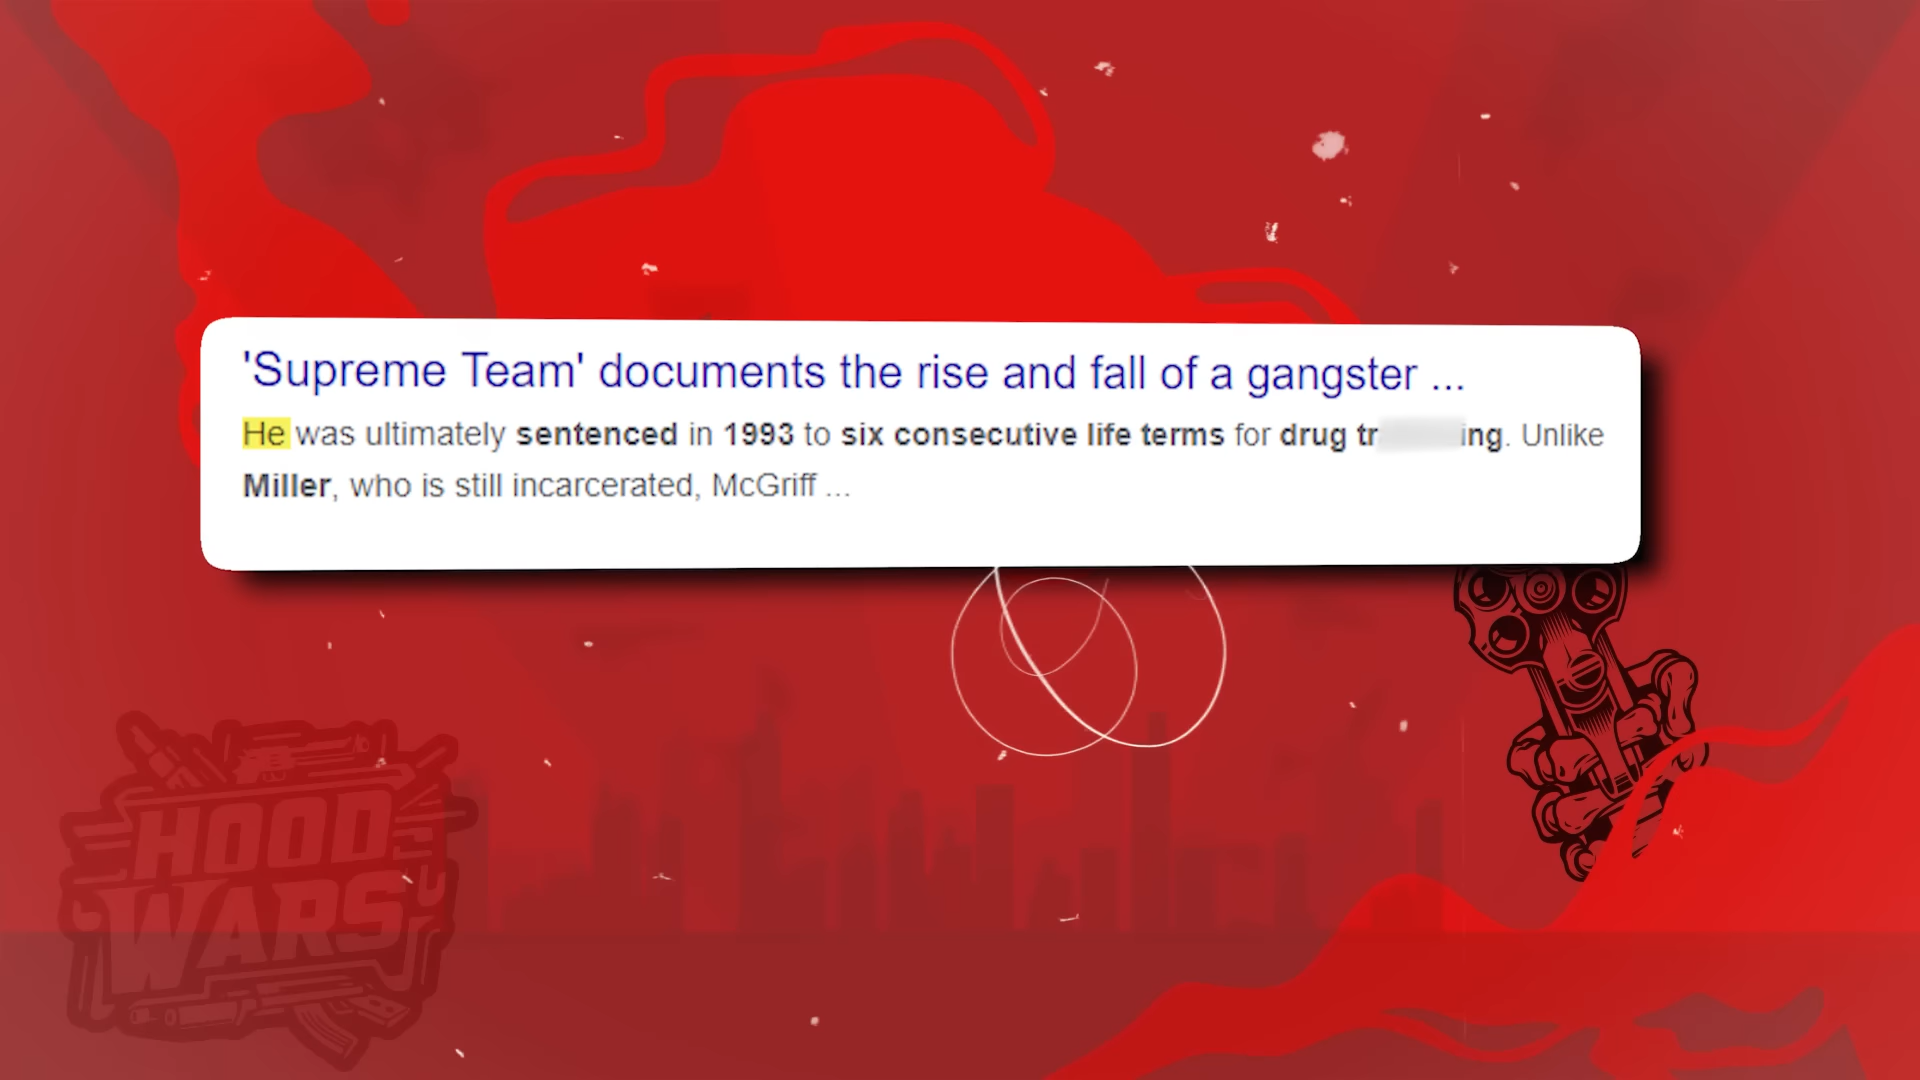 'Supreme Team' documents the rise and fall of a gangster ...
He was ultimately sentenced in 1993 to six consecutive life terms for drug tr ing. Unlike
Miller, who is still incarcerated, McGriff ...
HOOD
WARS